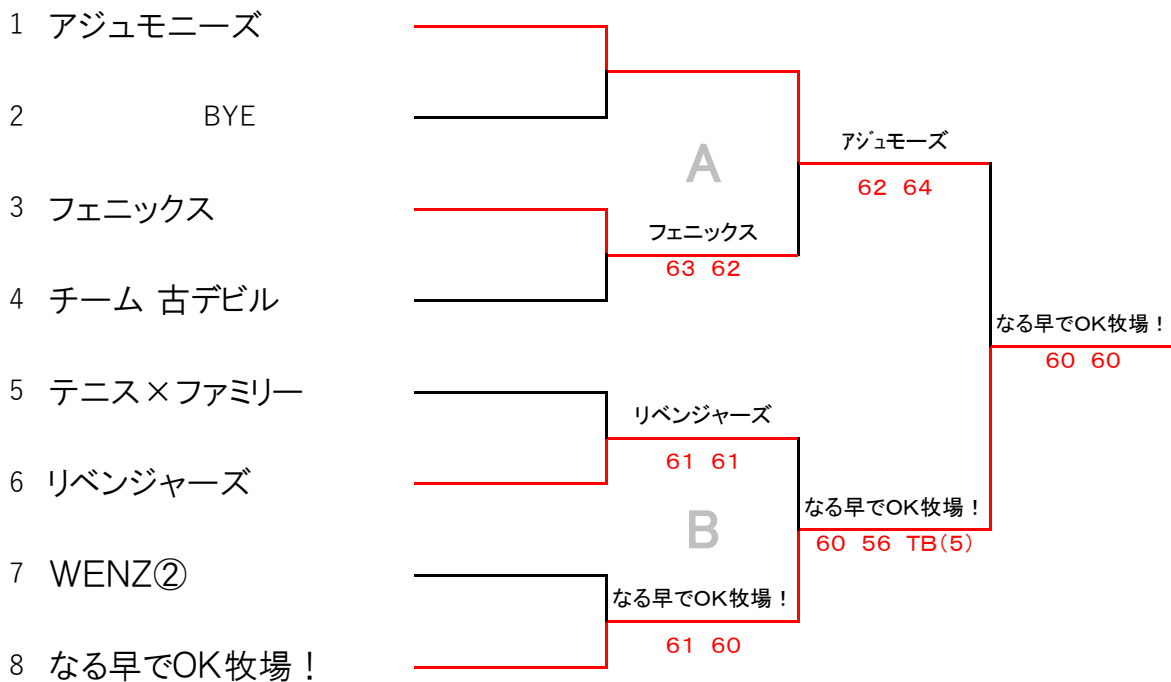 1 アジュモニーズ
2 BYE
アジュモーズ
A
62 64
3 フェニックス
フェニックス
63 62
4 チーム 古デビル
なる早でOK牧場！
60 60
5 テニス×ファミリー
リベンジャーズ
61 61
6 リベンジャーズ
なる早でOK牧場！
B
60 56 TB(5)
7 WENZ②
なる早でOK牧場！
61 60
8 なる早でOK牧場！